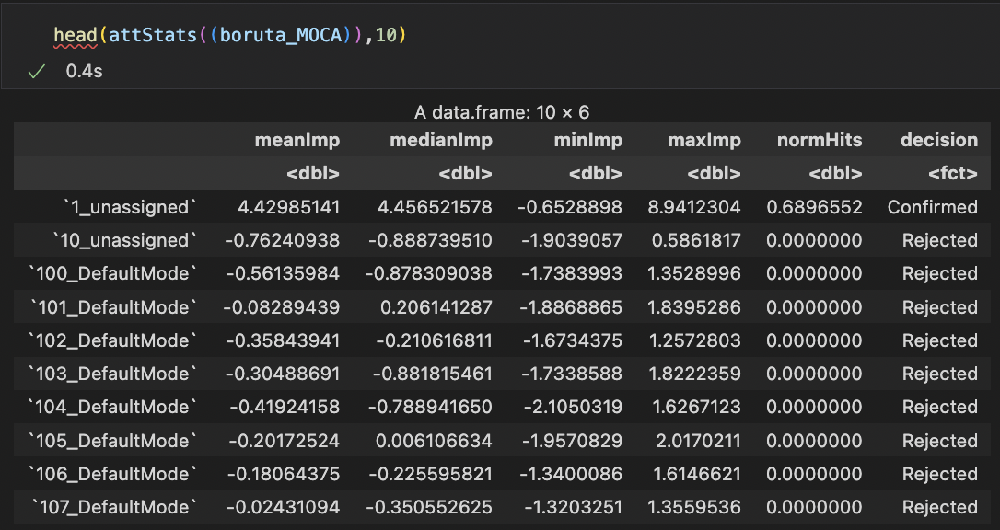 head(attStats((boruta_MOCA)),10)
✓ 0.4s
A data.frame: 10 × 6
meanImp medianImp minImp maxImp normHits decision
<dbl> <dbl> <dbl> <dbl> <dbl> <fct>
`1_unassigned` 4.42985141 4.456521578 -0.6528898 8.9412304 0.6896552 Confirmed
`10_unassigned` -0.76240938 -0.888739510 -1.9039057 0.5861817 0.0000000 Rejected
`100_DefaultMode` -0.56135984 -0.878309038 -1.7383993 1.3528996 0.0000000 Rejected
`101_DefaultMode` -0.08289439 0.206141287 -1.8868865 1.8395286 0.0000000 Rejected
`102_DefaultMode` -0.35843941 -0.210616811 -1.6734375 1.2572803 0.0000000 Rejected
`103_DefaultMode` -0.30488691 -0.881815461 -1.7338588 1.8222359 0.0000000 Rejected
`104_DefaultMode` -0.41924158 -0.788941650 -2.1050319 1.6267123 0.0000000 Rejected
`105_DefaultMode` -0.20172524 0.006106634 -1.9570829 2.0170211 0.0000000 Rejected
`106_DefaultMode` -0.18064375 -0.225595821 -1.3400086 1.6146621 0.0000000 Rejected
`107_DefaultMode` -0.02431094 -0.350552625 -1.3203251 1.3559536 0.0000000 Rejected